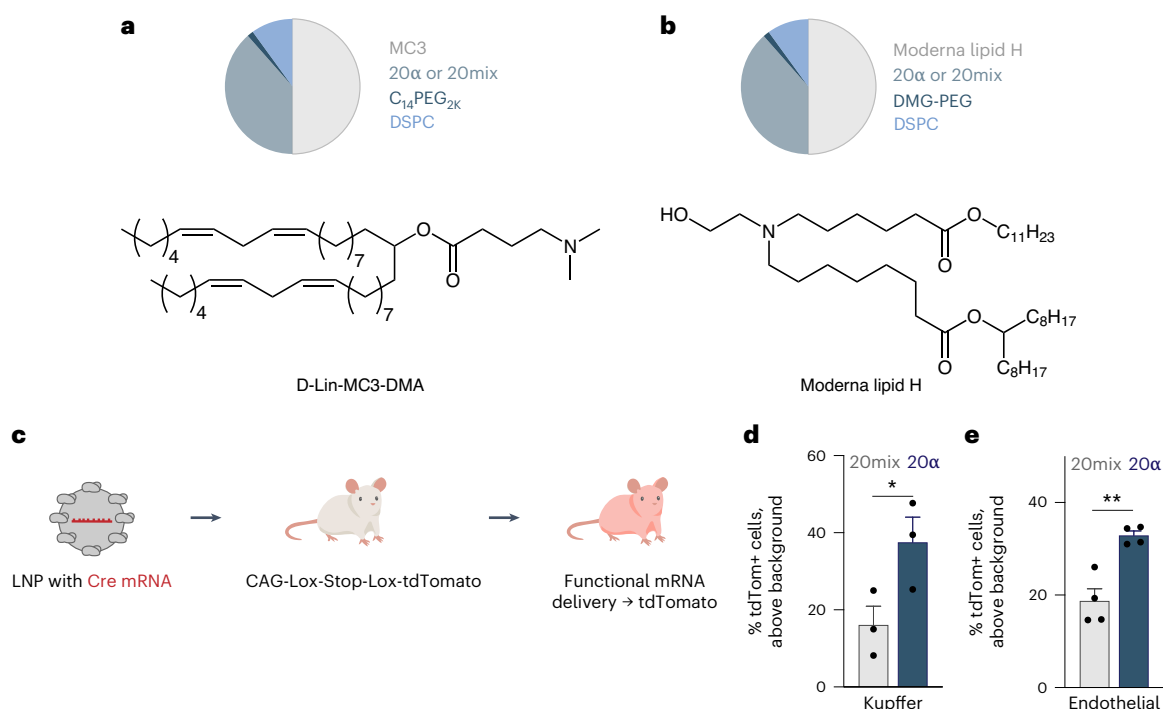 a
MC3
20α or 20mix
C14PEG2K
DSPC
b
Moderna lipid H
20α or 20mix
DMG-PEG
DSPC
( )4 ( )7 O O N
( )4 ( )7
D-Lin-MC3-DMA
HO N O C11H23
O
O C8H17
O C8H17
Moderna lipid H
c
LNP with Cre mRNA
CAG-Lox-Stop-Lox-tdTomato
Functional mRNA
delivery → tdTomato
d
% tdTom+ cells,
above background
60
40
20
0
20mix 20α
*
Kupffer
e
% tdTom+ cells,
above background
40
20
0
20mix 20α
**
Endothelial